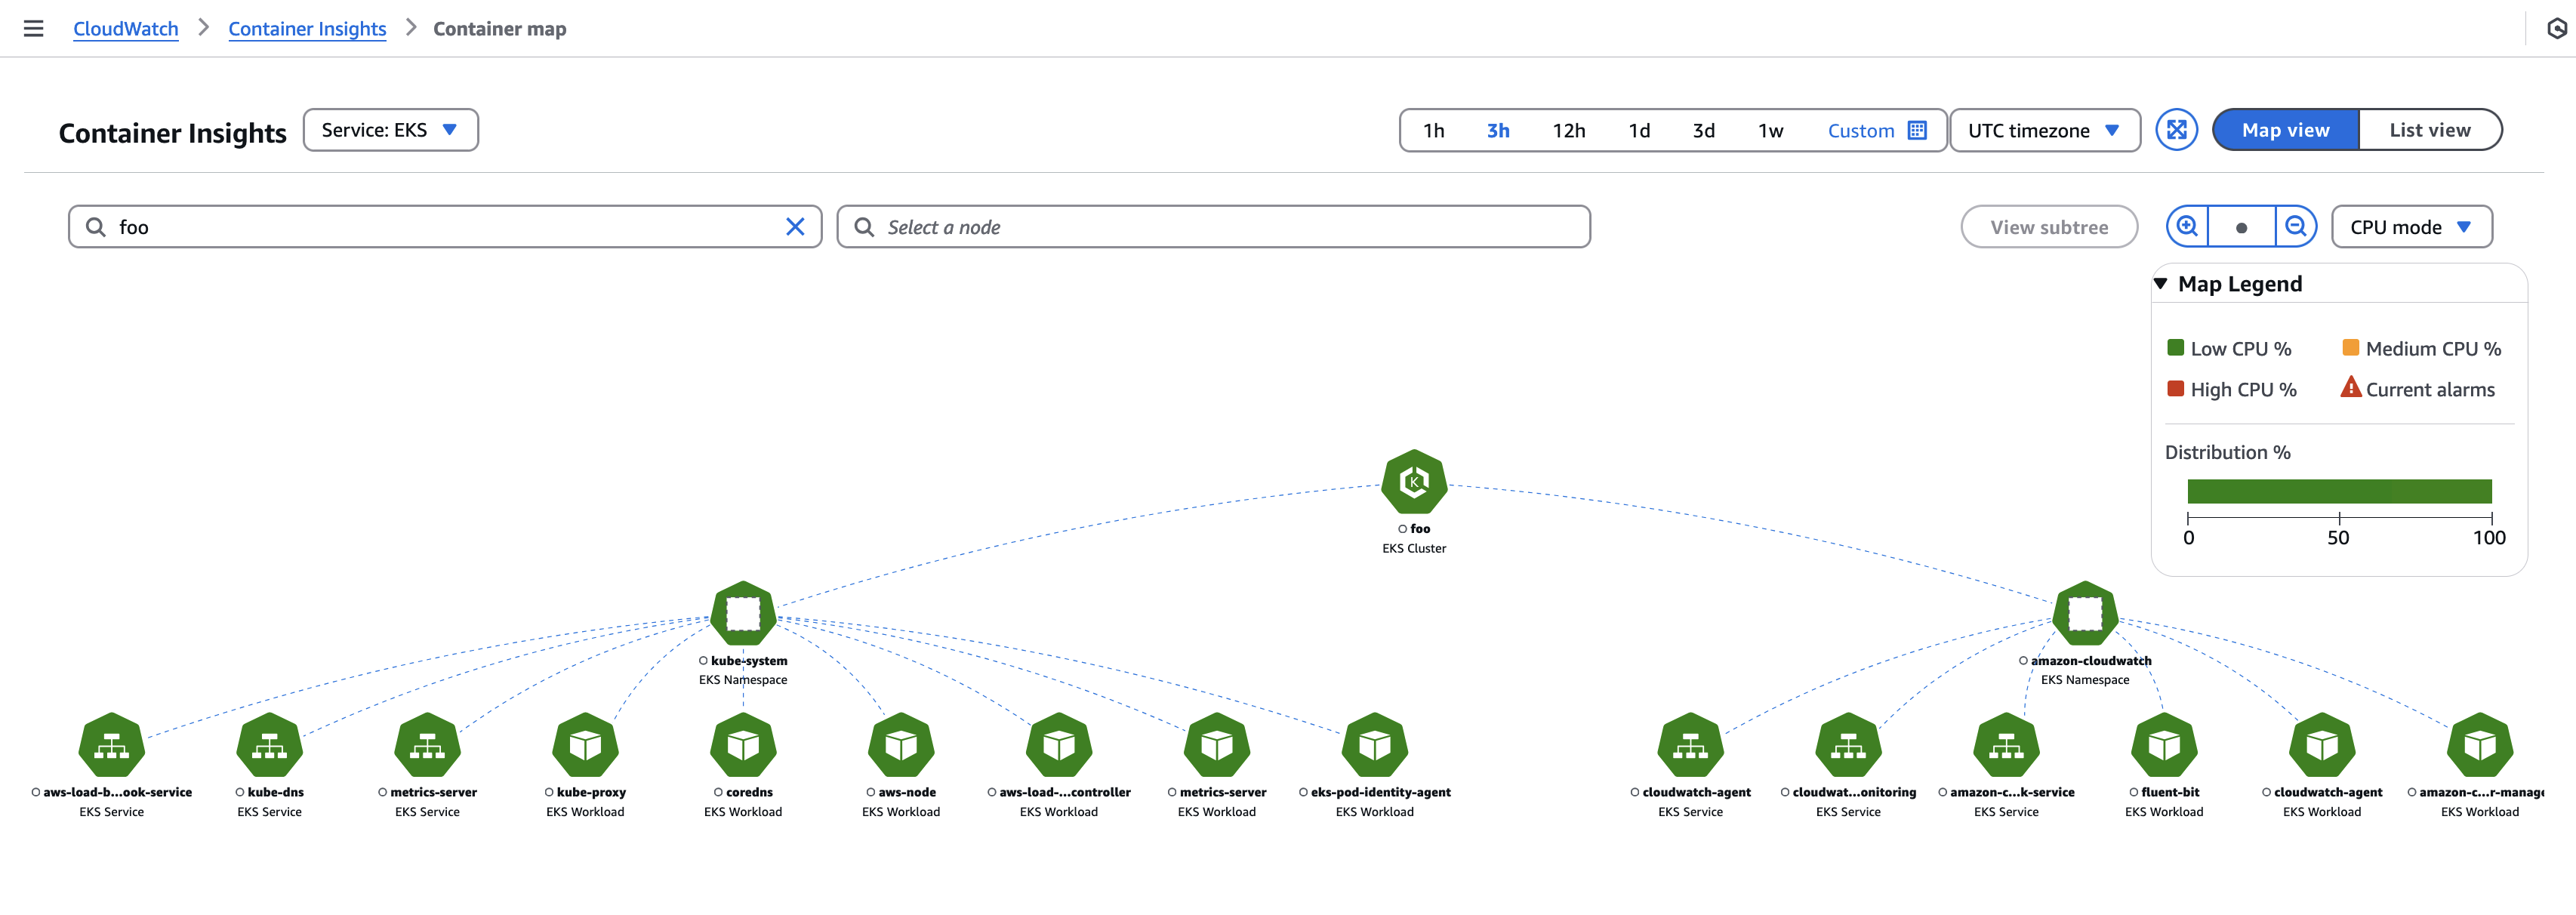 CloudWatch > Container Insights > Container map
Container Insights
Service: EKS
1h 3h 12h 1d 3d 1w Custom
UTC timezone
Map view
List view
foo
Select a node
View subtree
CPU mode
Map Legend
Low CPU %
Medium CPU %
High CPU %
Current alarms
Distribution %
0 50 100
K
foo
EKS Cluster
kube-system
EKS Namespace
amazon-cloudwatch
EKS Namespace
aws-load-b...ook-service
EKS Service
kube-dns
EKS Service
metrics-server
EKS Service
kube-proxy
EKS Workload
coredns
EKS Workload
aws-node
EKS Workload
aws-load-...controller
EKS Workload
metrics-server
EKS Workload
eks-pod-identity-agent
EKS Workload
cloudwatch-agent
EKS Service
cloudwat...onitoring
EKS Service
amazon-c...k-service
EKS Service
fluent-bit
EKS Workload
cloudwatch-agent
EKS Workload
amazon-c...r-manage
EKS Workload